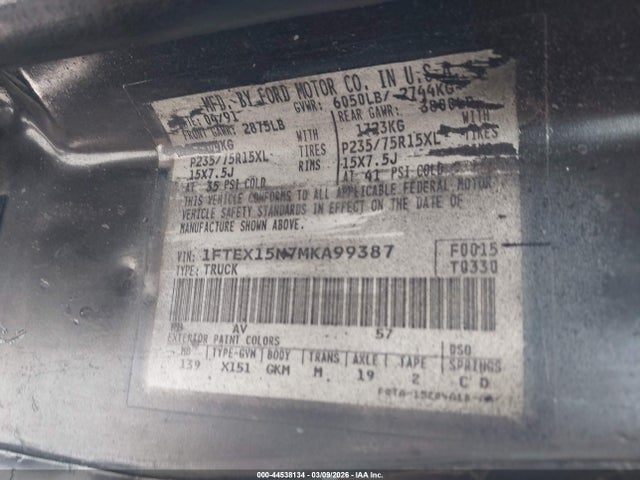 MFD. BY FORD MOTOR CO. IN U.S.A.
04/91 GVWR: 6050LB/ 2744KG
FRONT GAWR: 2875LB REAR GAWR:
WITH 1723KG WITH
P235/75R15XL TIRES P235/75R15XL TIRES
15X7.5J RIMS 15X7.5J RIMS
AT 35 PSI COLD AT 41 PSI COLD
THIS VEHICLE CONFORMS TO ALL APPLICABLE FEDERAL MOTOR
VEHICLE SAFETY STANDARDS IN EFFECT ON THE DATE OF
MANUFACTURE SHOWN ABOVE.
VIN: 1FTEX15N7MKA99387 F0015
TYPE: TRUCK T0330
AV 57
EXTERIOR PAINT COLORS DSO
WB TYPE-GVW BODY TRANS AXLE TAPE SPRINGS
139 X151 GKM M 19 2 C D
000-44538134 - 03/09/2026 - IAA Inc.